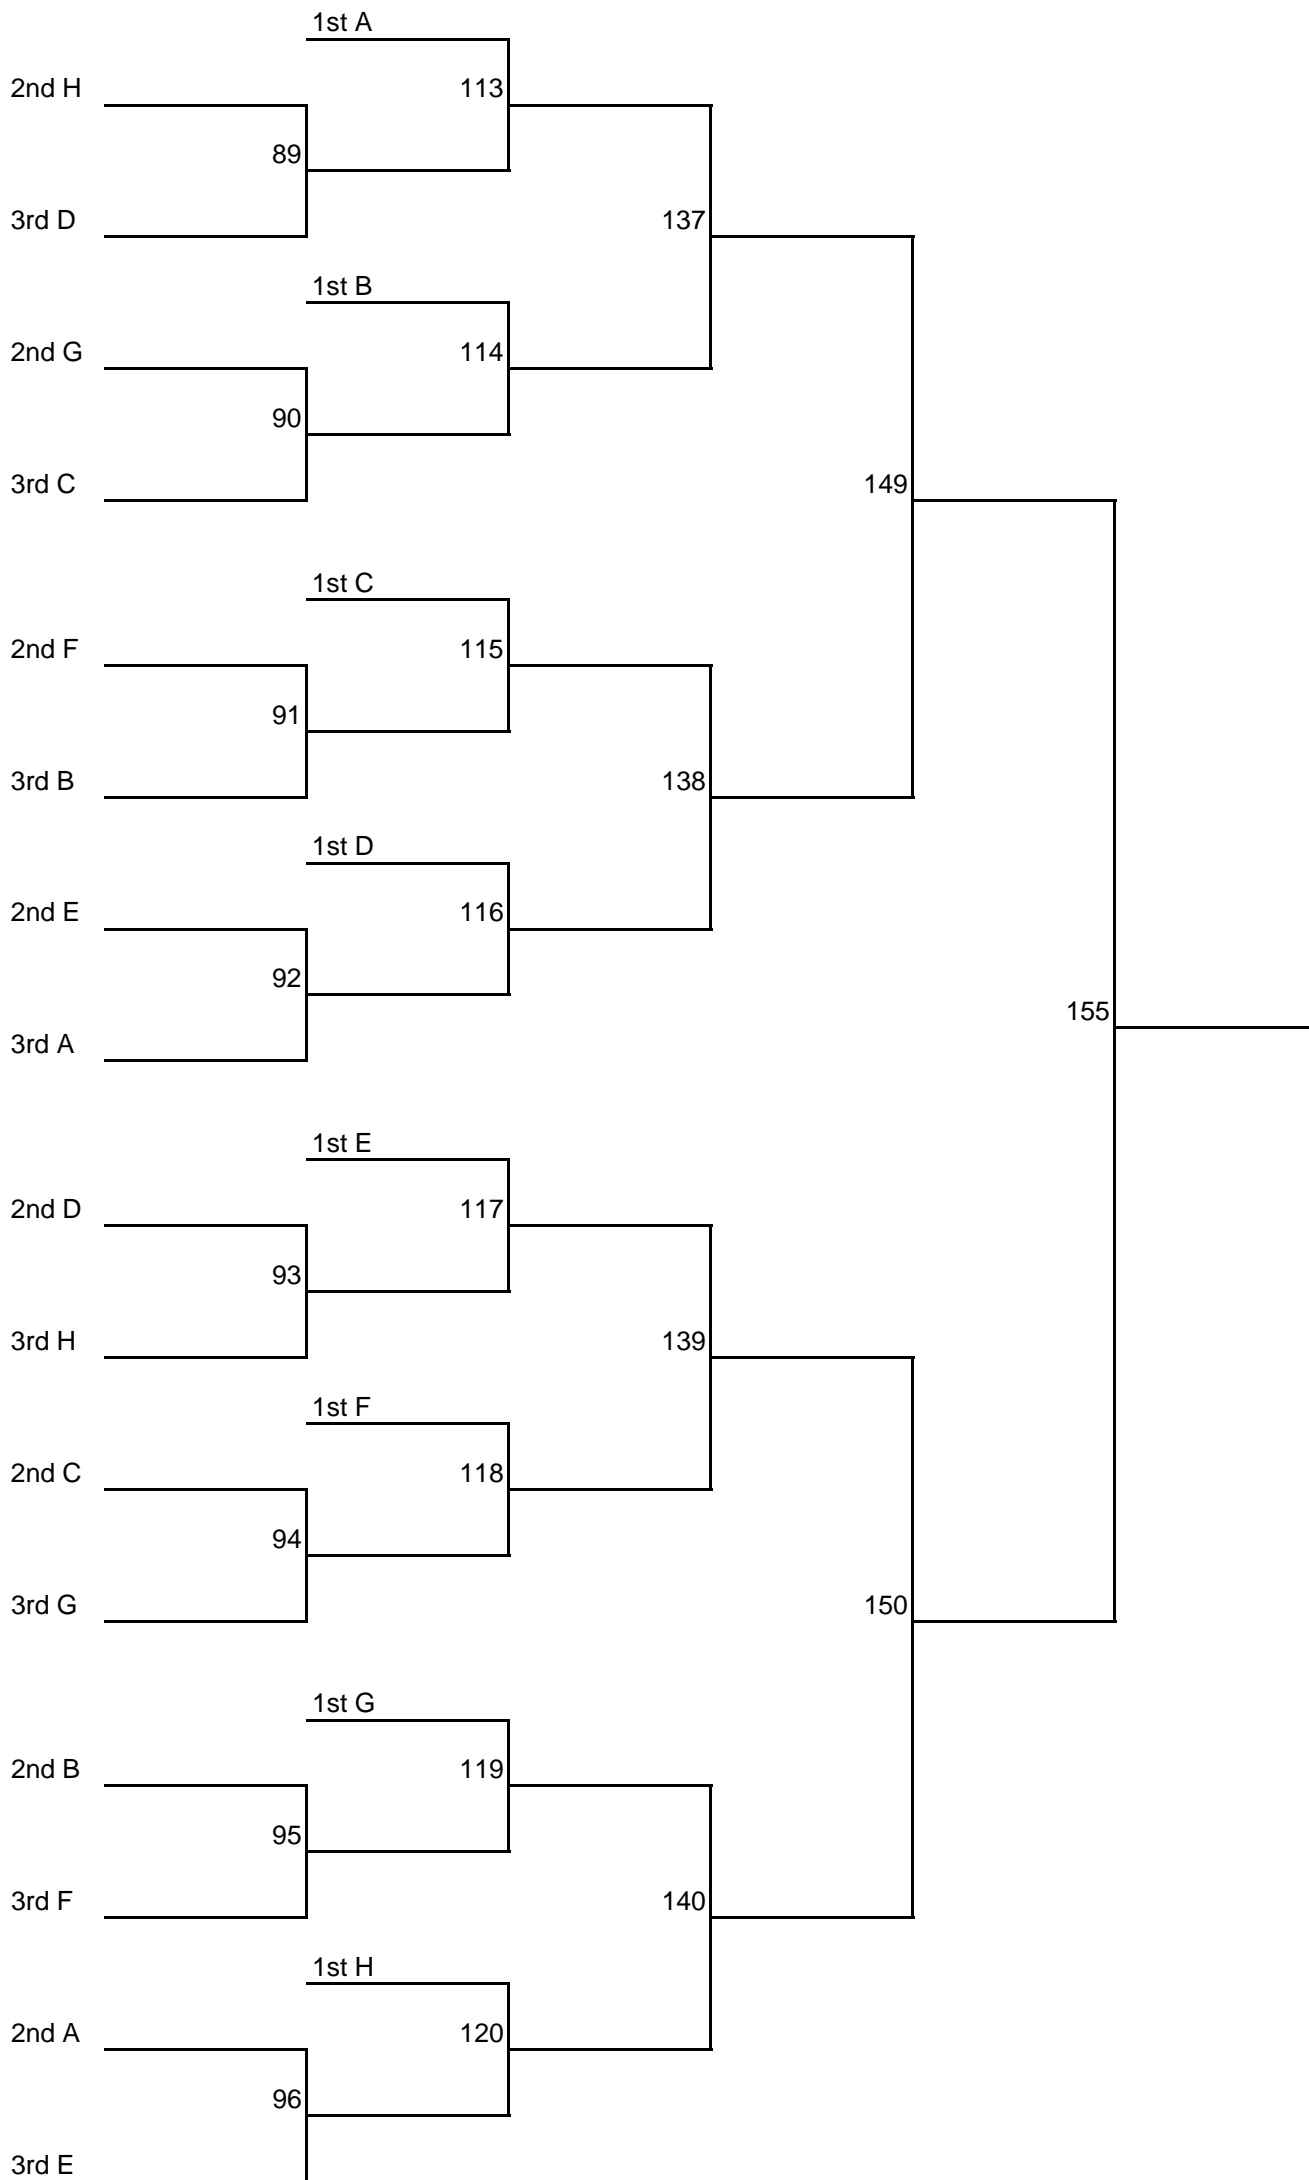 1st A
2nd H
113
89
3rd D
137
1st B
2nd G
114
90
3rd C
149
1st C
2nd F
115
91
3rd B
138
1st D
2nd E
116
92
155
3rd A
1st E
2nd D
117
93
3rd H
139
1st F
2nd C
118
94
3rd G
150
1st G
2nd B
119
95
3rd F
140
1st H
2nd A
120
96
3rd E